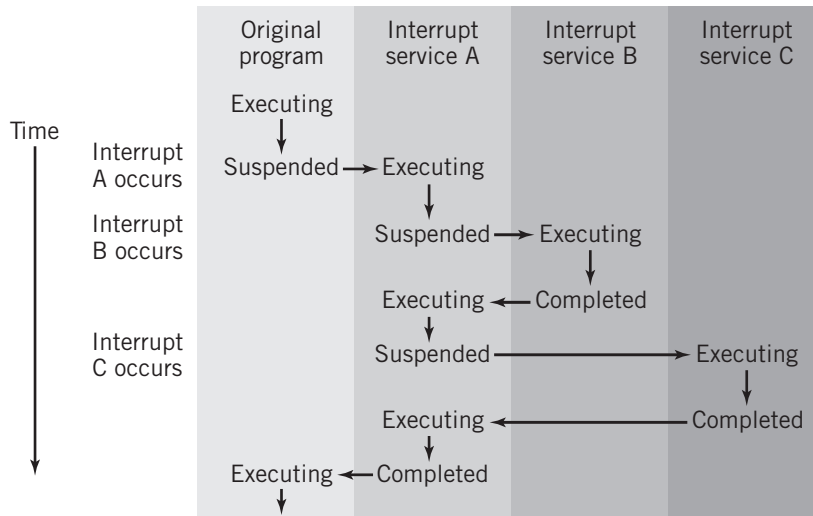 Original program
Interrupt service A
Interrupt service B
Interrupt service C
Time
Executing
Interrupt A occurs
Suspended Executing
Interrupt B occurs
Suspended Executing
Executing Completed
Interrupt C occurs
Suspended Executing
Executing Completed
Executing Completed